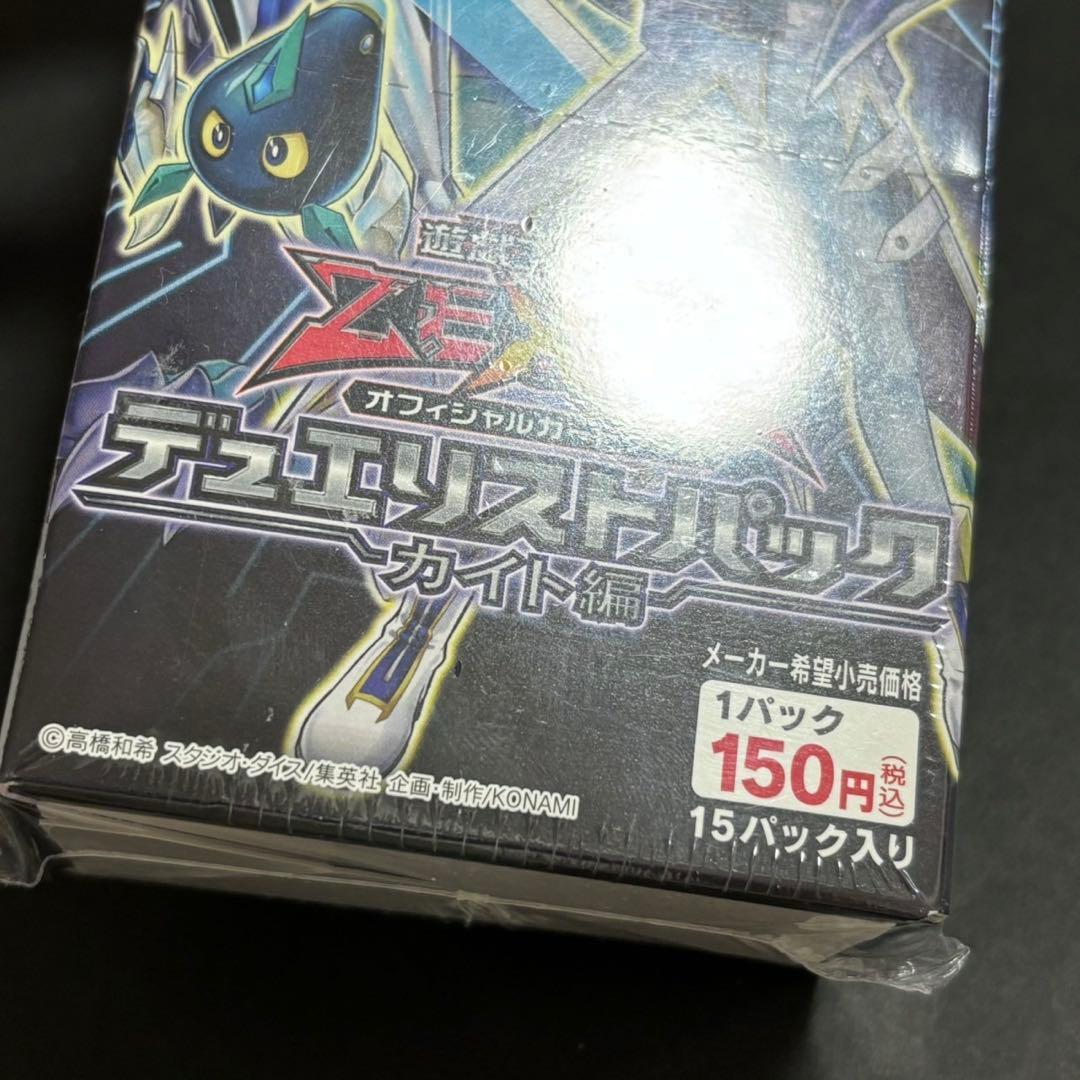 遊戯
ZEX
オフィシャルカー
デュエリストパック
カイト編
メーカー希望小売価格
1パック
150円(税込)
15パック入り
©高橋和希 スタジオ・ダイス/集英社 企画・制作/KONAMI